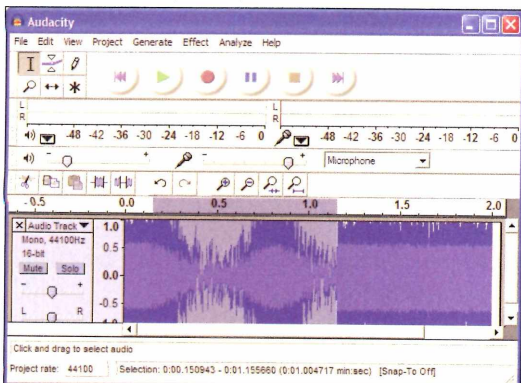 Audacity
File Edit View Project Generate Effect Analyze Help
L
R
-48 -42 -36 -30 -24 -18 -12 -6 0
L
R
-48 -42 -36 -30 -24 -18 -12 -6 0
- +
- +
Microphone
-0.5 0.0 0.5 1.0 1.5 2.0
X Audio Track
Mono, 44100Hz
16-bit
Mute Solo
- +
L R
1.0
0.5
0.0
-0.5
Click and drag to select audio
Project rate: 44100 Selection: 0:00.150943 - 0:01.155660 (0:01.004717 min:sec) [Snap-To Off]